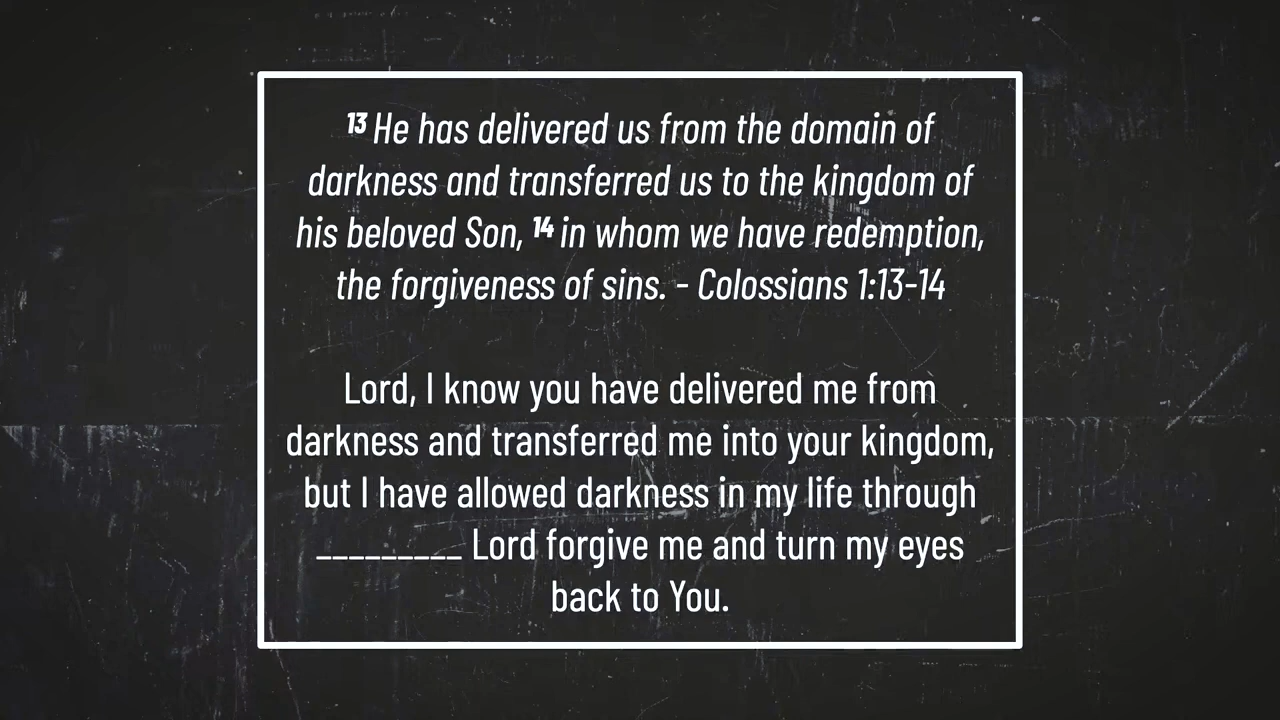 13 He has delivered us from the domain of
darkness and transferred us to the kingdom of
his beloved Son, 14 in whom we have redemption,
the forgiveness of sins. - Colossians 1:13-14
Lord, I know you have delivered me from
darkness and transferred me into your kingdom,
but I have allowed darkness in my life through
_________ Lord forgive me and turn my eyes
back to You.